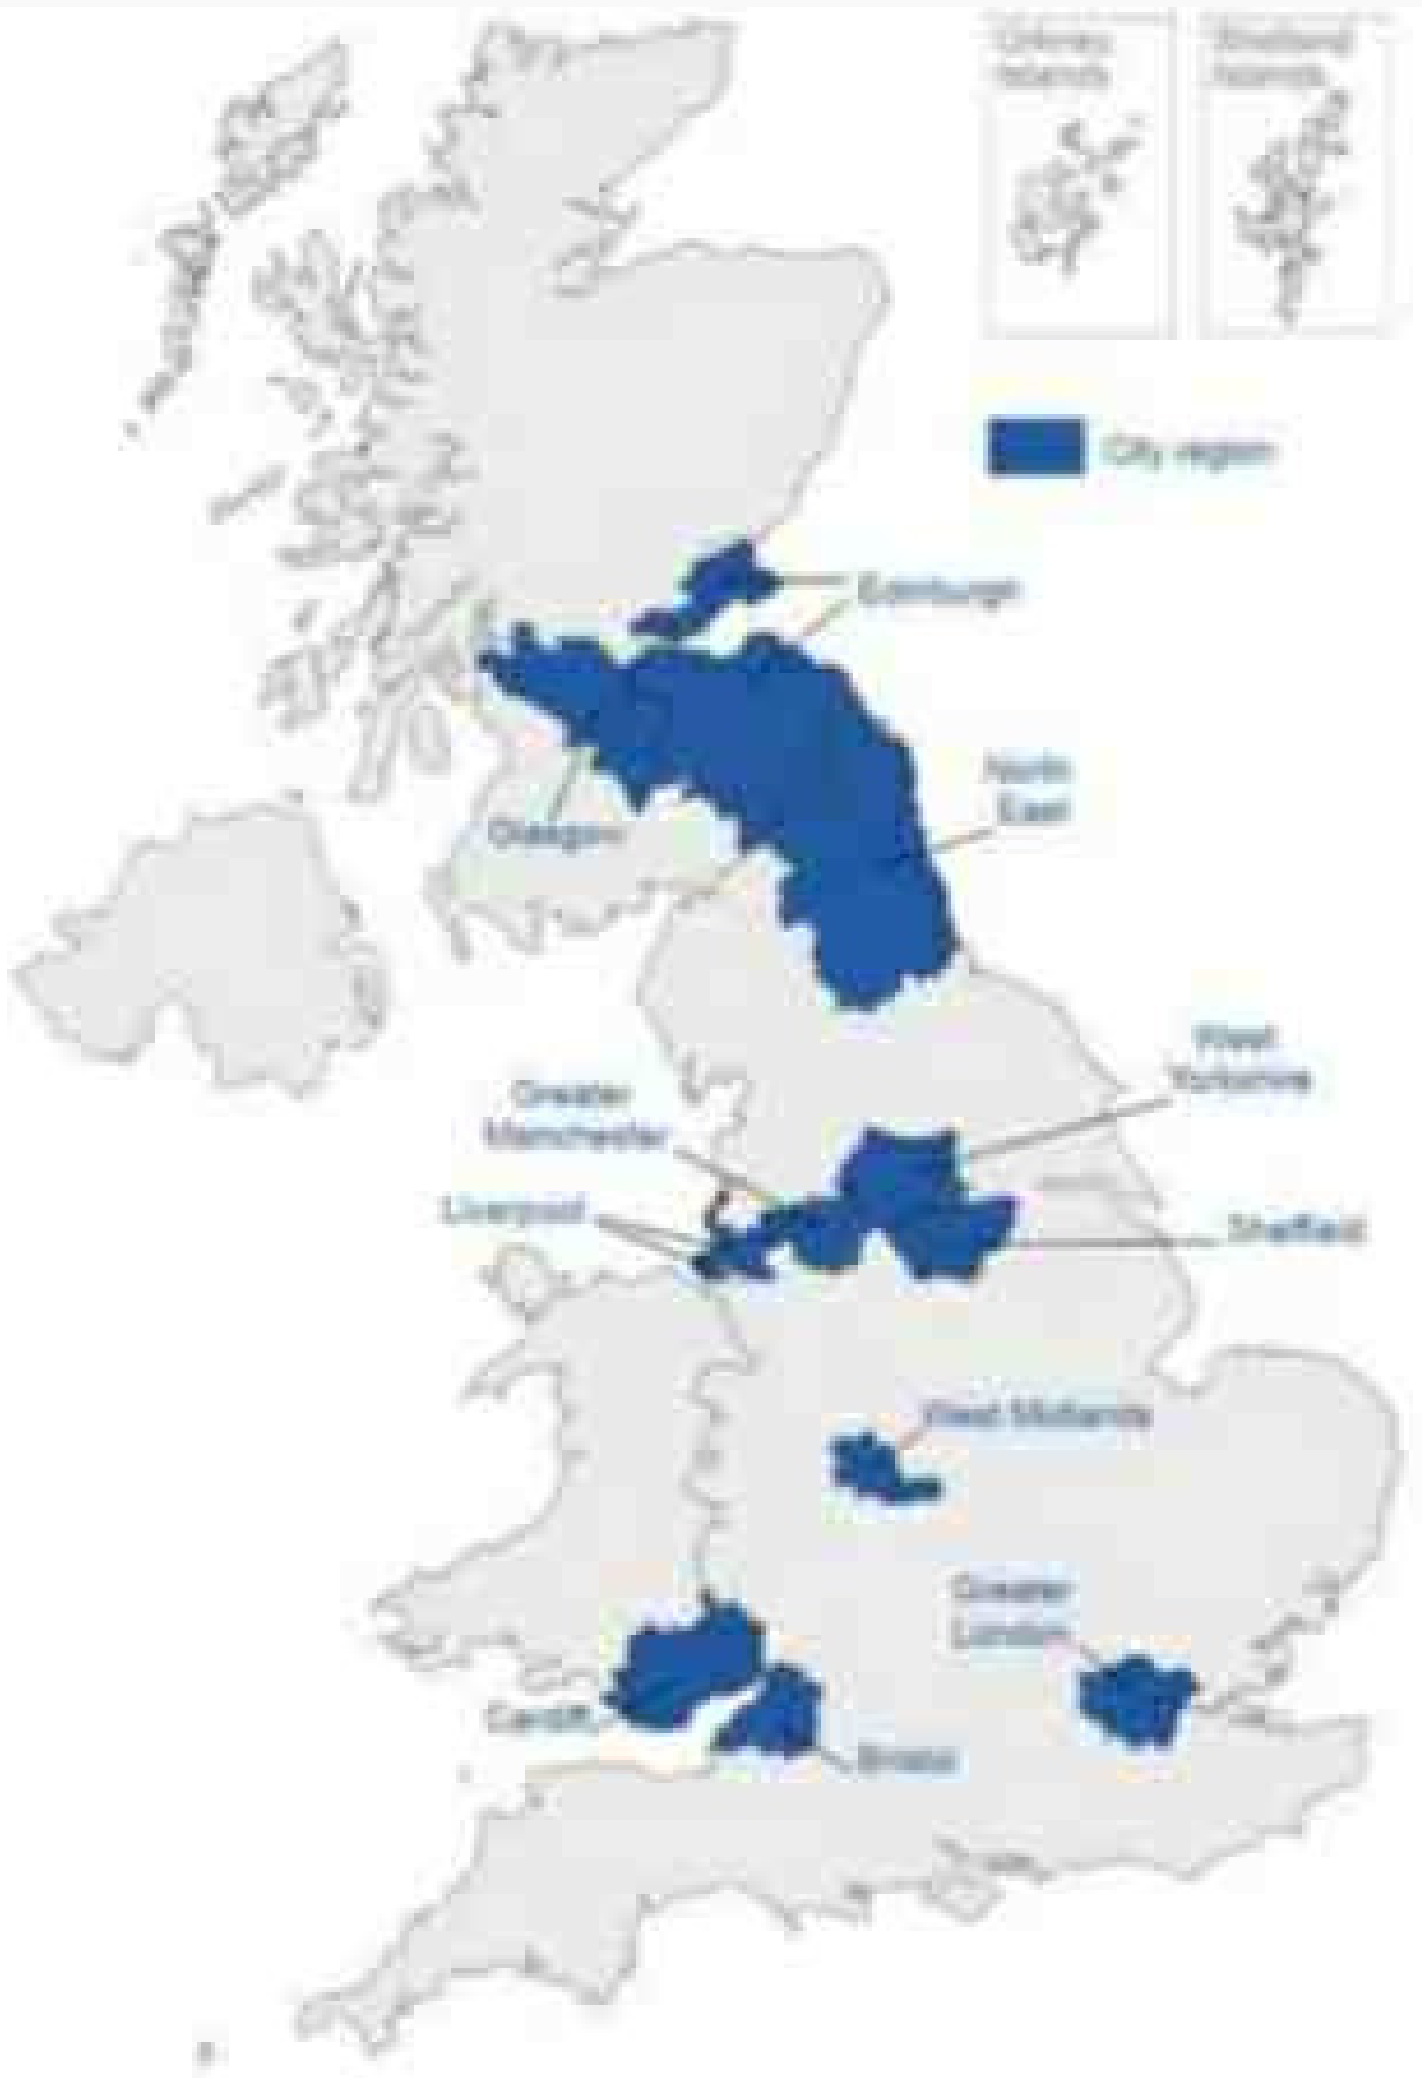 Orkney
Islands
Shetland
Islands
City region
Edinburgh
North
East
Glasgow
West
Yorkshire
Greater
Manchester
Liverpool
Sheffield
West Midlands
Greater
London
Cardiff
Bristol